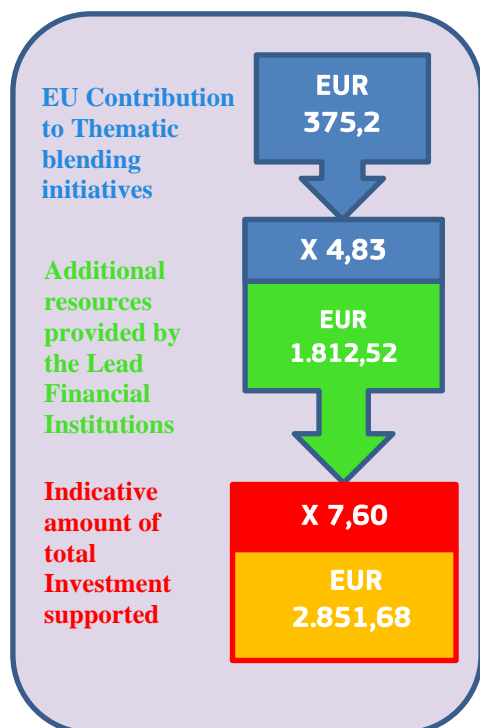 EU Contribution
to Thematic
blending
initiatives
EUR
375,2
X 4,83
Additional
resources
provided by
the Lead
Financial
Institutions
EUR
1.812,52
Indicative
amount of
total
Investment
supported
X 7,60
EUR
2.851,68